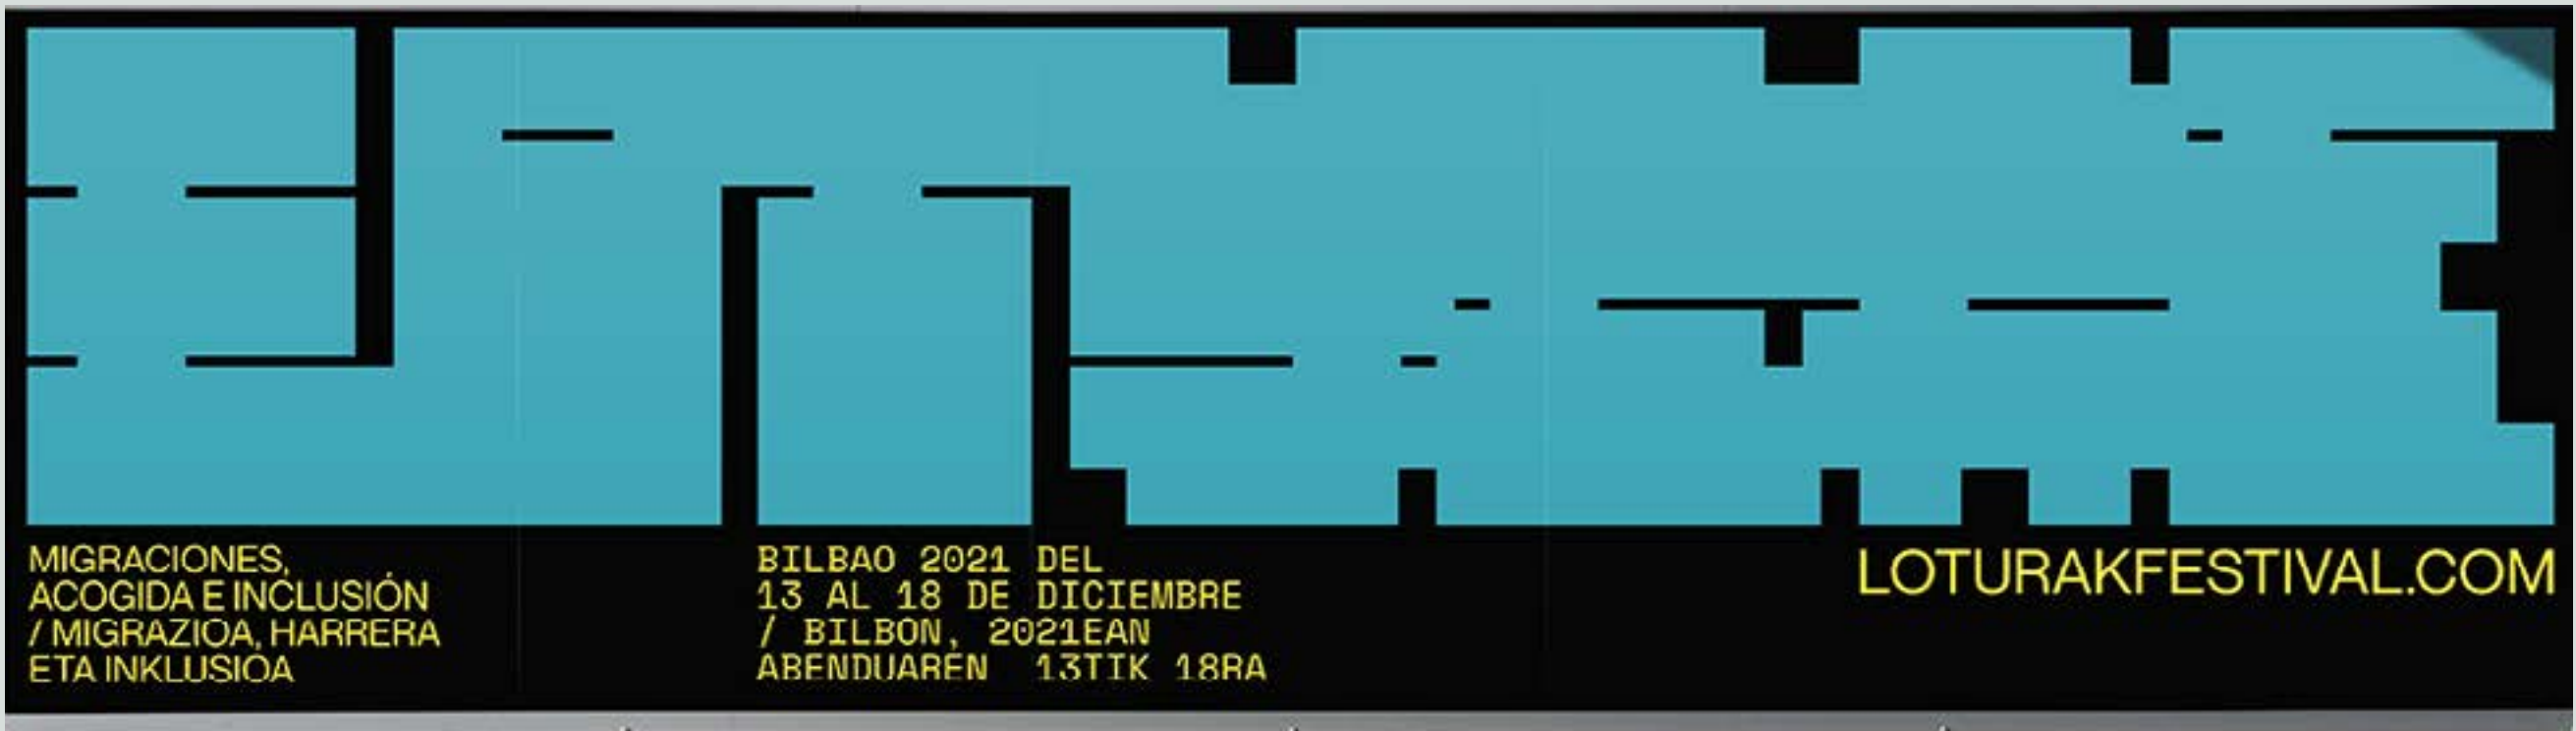 MIGRACIONES,
ACOGIDA E INCLUSIÓN
/ MIGRAZIOA, HARRERA
ETA INKLUSIOA
BILBAO 2021 DEL
13 AL 18 DE DICIEMBRE
/ BILBON, 2021EAN
ABENDUAREN 13TIK 18RA
LOTURAKFESTIVAL.COM